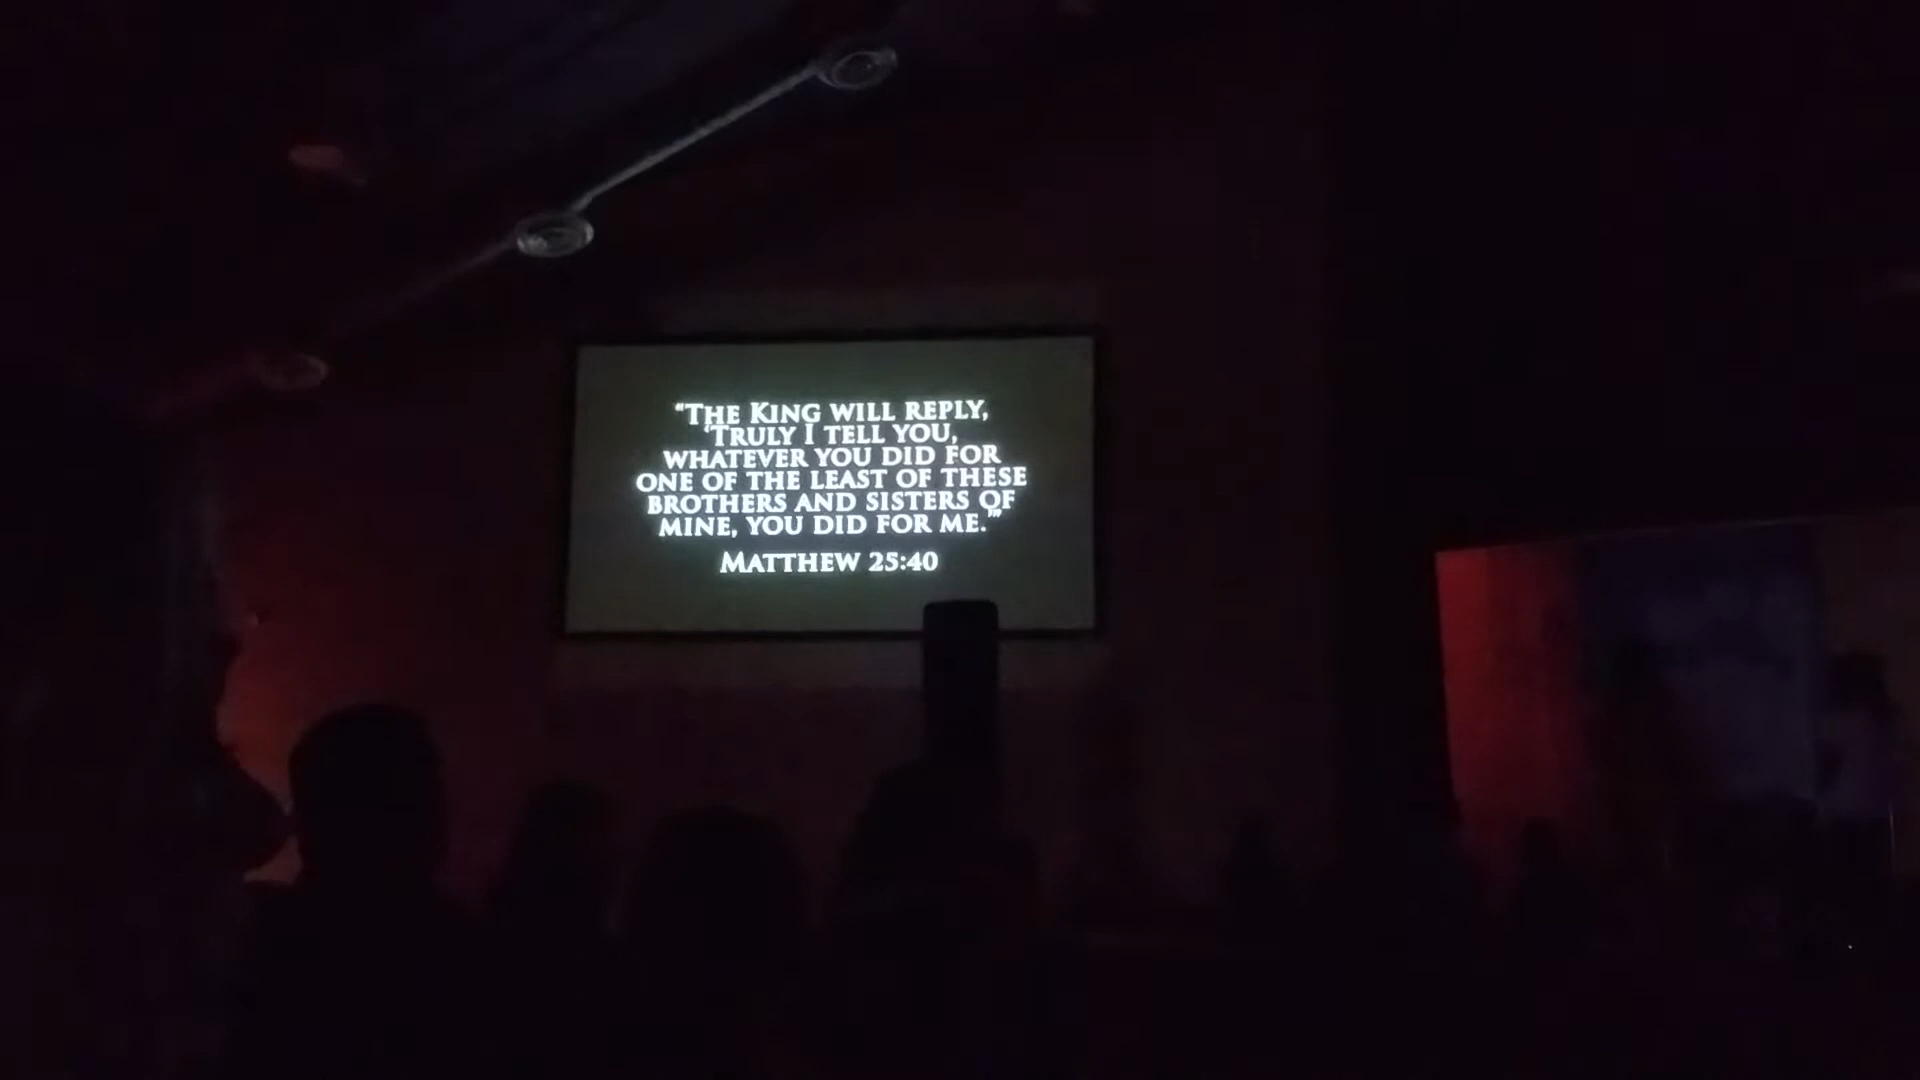 “The King will reply,
‘Truly I tell you,
whatever you did for
one of the least of these
brothers and sisters of
mine, you did for me.’”
Matthew 25:40